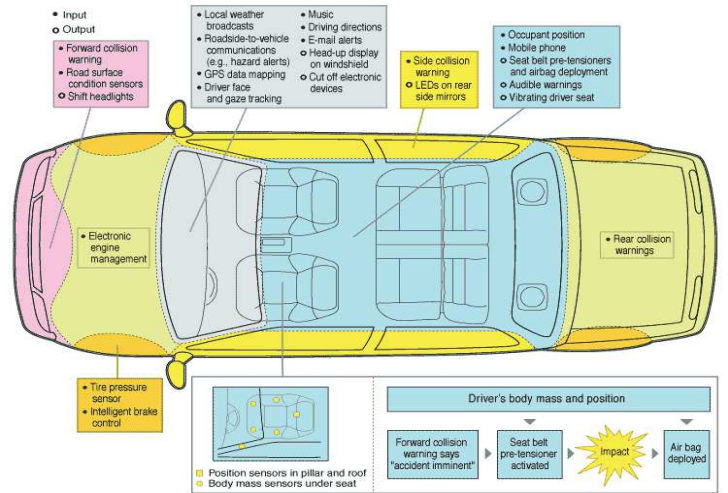 • Input
○ Output
• Forward collision
warning
• Road surface
condition sensors
○ Shift headlights
• Local weather
broadcasts
• Roadside-to-vehicle
communications
(e.g., hazard alerts)
• GPS data mapping
• Driver face
and gaze tracking
• Music
• Driving directions
• E-mail alerts
○ Head-up display
on windshield
○ Cut off electronic
devices
• Side collision
warning
○ LEDs on rear
side mirrors
• Occupant position
• Mobile phone
○ Seat belt pre-tensioners
and airbag deployment
○ Audible warnings
○ Vibrating driver seat
• Electronic
engine
management
• Rear collision
warnings
• Tire pressure
sensor
• Intelligent brake
control
Position sensors in pillar and roof
Body mass sensors under seat
Driver's body mass and position
Forward collision
warning says
"accident imminent"
Seat belt
pre-tensioner
activated
Impact
Air bag
deployed